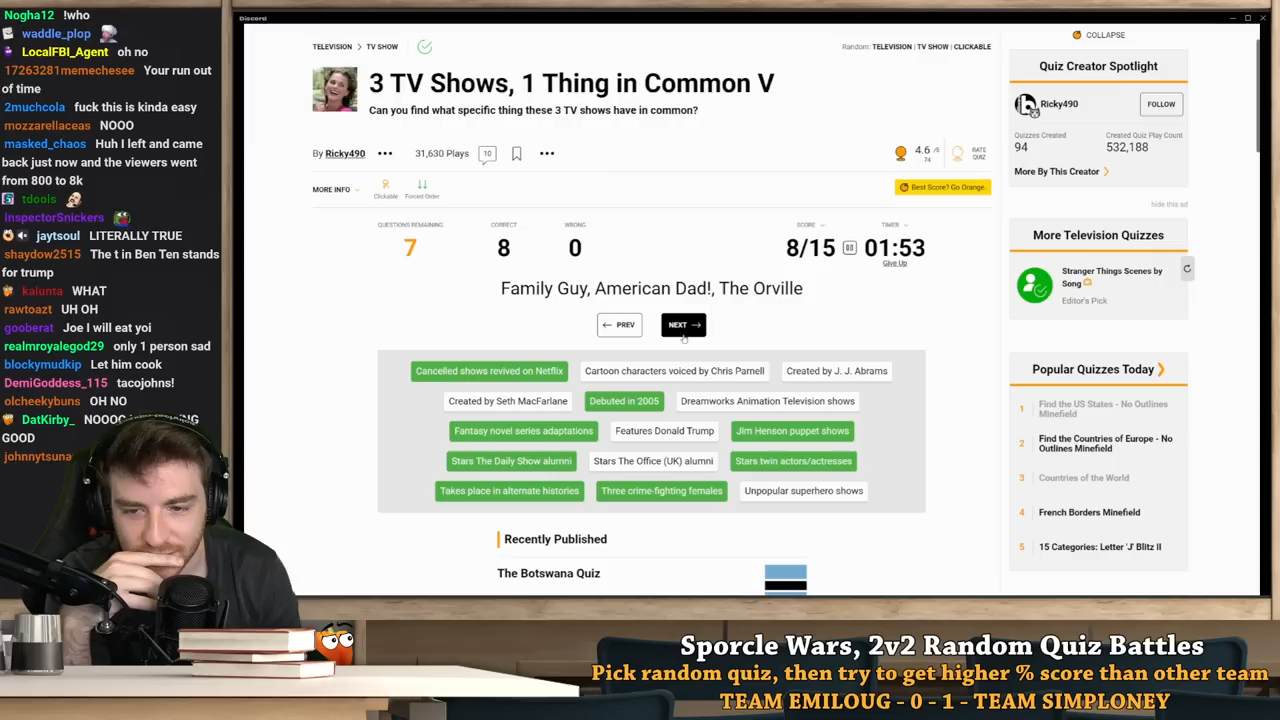 Nogha12 !who
waddle_plop
LocalFBI_Agent oh no
17263281memechesee Your run out
of time
2muchcola fuck this is kinda easy
mozzarellaceas NOOO
masked_chaos Huh I left and came
back just now and the viewers went
from 800 to 8k
tdools
InspectorSnickers
jaytsoul LITERALLY TRUE
shaydow2515 The t in Ben Ten stands
for trump
kalunta WHAT
rawtoazt UH OH
gooberat Joe I will eat yoi
realmroyalegod29 only 1 person sad
blockymudkip Let him cook
DemiGoddess_115 tacojohns!
olcheekybuns OH NO
DatKirby_
GOOD
Discord
TELEVISION > TV SHOW
Random: TELEVISION | TV SHOW | CLICKABLE
3 TV Shows, 1 Thing in Common V
Can you find what specific thing these 3 TV shows have in common?
By Ricky490 ••• 31,630 Plays 10 •••
4.6 /5
74
RATE
QUIZ
MORE INFO
Clickable Forced Order
Best Score? Go Orange.
QUESTIONS REMAINING CORRECT WRONG SCORE TIMER
7 8 0 8/15 01:53
Give Up
Family Guy, American Dad!, The Orville
← PREV NEXT →
Cancelled shows revived on Netflix Cartoon characters voiced by Chris Parnell Created by J. J. Abrams
Created by Seth MacFarlane Debuted in 2005 Dreamworks Animation Television shows
Fantasy novel series adaptations Features Donald Trump Jim Henson puppet shows
Stars The Daily Show alumni Stars The Office (UK) alumni Stars twin actors/actresses
Takes place in alternate histories Three crime-fighting females Unpopular superhero shows
Recently Published
The Botswana Quiz
COLLAPSE
Quiz Creator Spotlight
Ricky490 FOLLOW
Quizzes Created Created Quiz Play Count
94 532,188
More By This Creator
hide this ad
More Television Quizzes
Stranger Things Scenes by
Song
Editor's Pick
Popular Quizzes Today
1 Find the US States - No Outlines
Minefield
2 Find the Countries of Europe - No
Outlines Minefield
3 Countries of the World
4 French Borders Minefield
5 15 Categories: Letter 'J' Blitz II
Sporcle Wars, 2v2 Random Quiz Battles
Pick random quiz, then try to get higher % score than other team
TEAM EMILOUG - 0 - 1 - TEAM SIMPLONEY